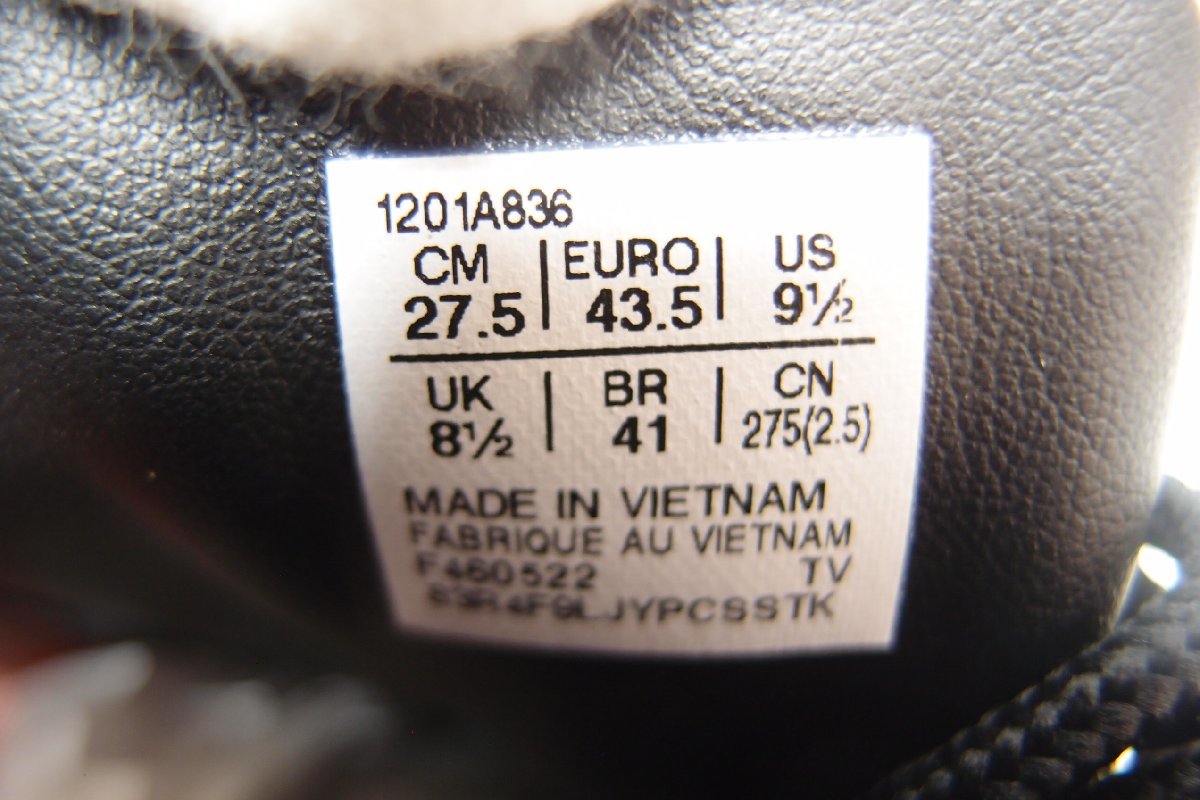 1201A836
CM | EURO | US
27.5 | 43.5 | 9½
UK | BR | CN
8½ | 41 | 275(2.5)
MADE IN VIETNAM
FABRIQUE AU VIETNAM
F460522 TV